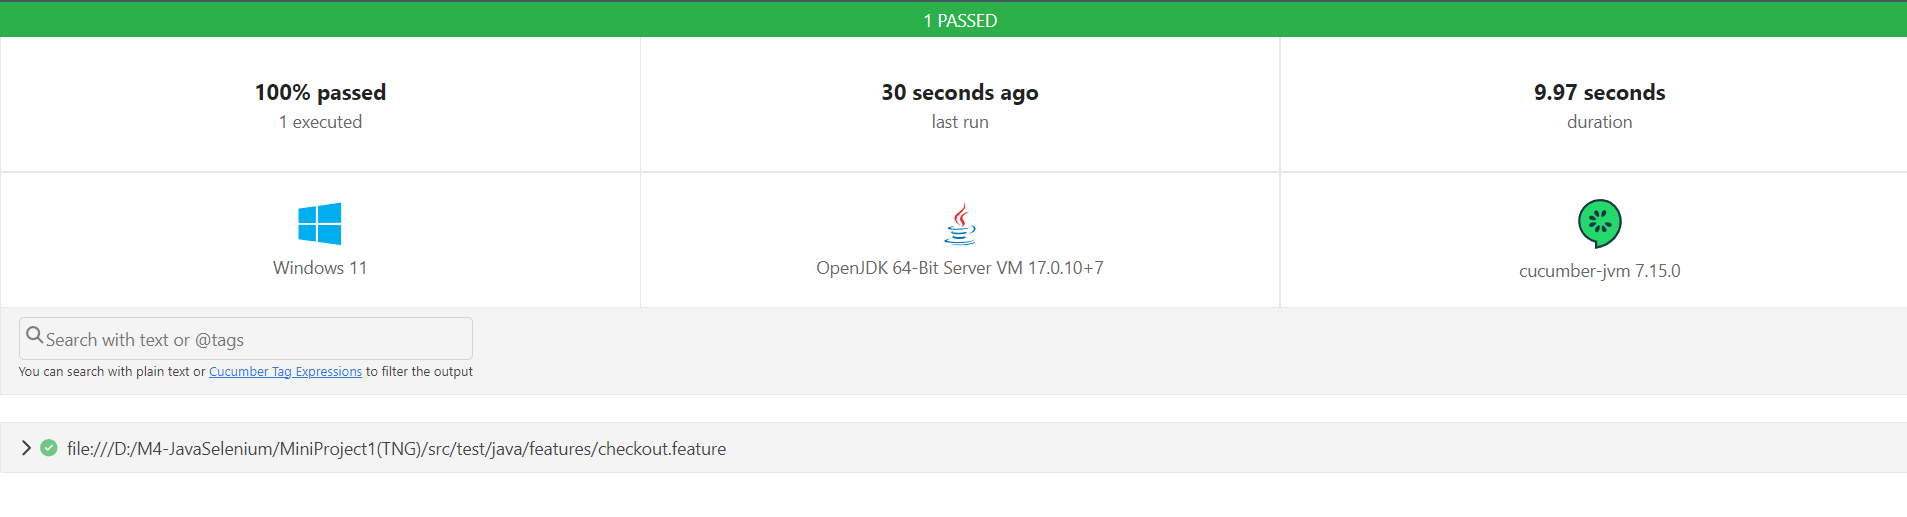 1 PASSED
100% passed
1 executed
30 seconds ago
last run
9.97 seconds
duration
Windows 11
OpenJDK 64-Bit Server VM 17.0.10+7
cucumber-jvm 7.15.0
Search with text or @tags
You can search with plain text or Cucumber Tag Expressions to filter the output
file:///D:/M4-JavaSelenium/MiniProject1(TNG)/src/test/java/features/checkout.feature